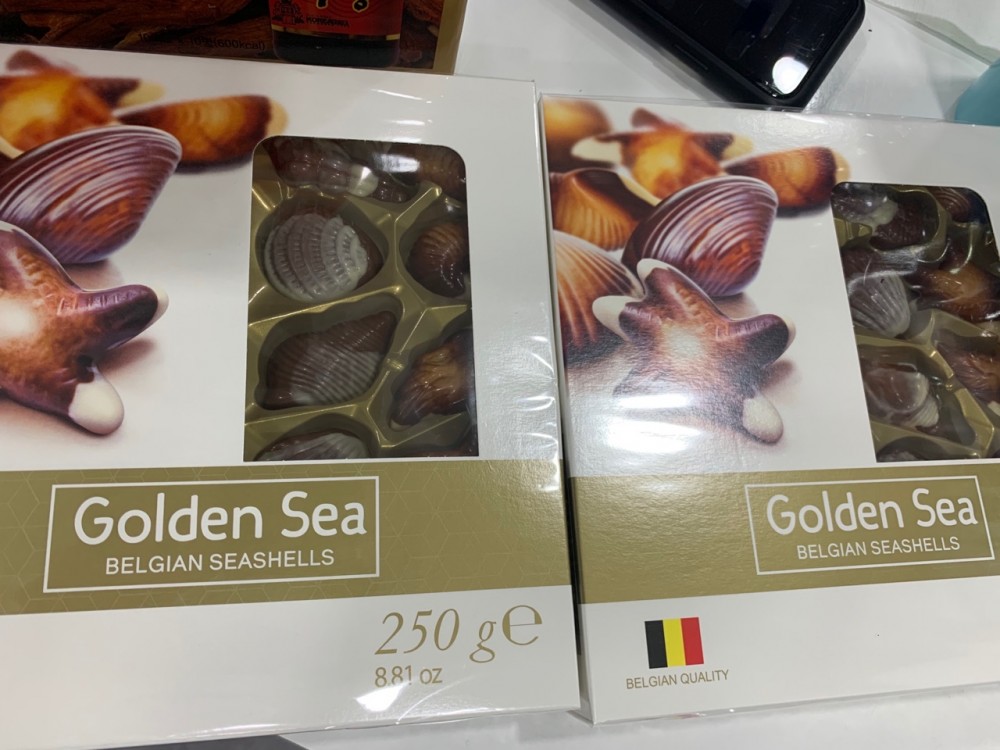 Golden Sea
BELGIAN SEASHELLS
250 g℮
8.81 oz
Golden Sea
BELGIAN SEASHELLS
BELGIAN QUALITY